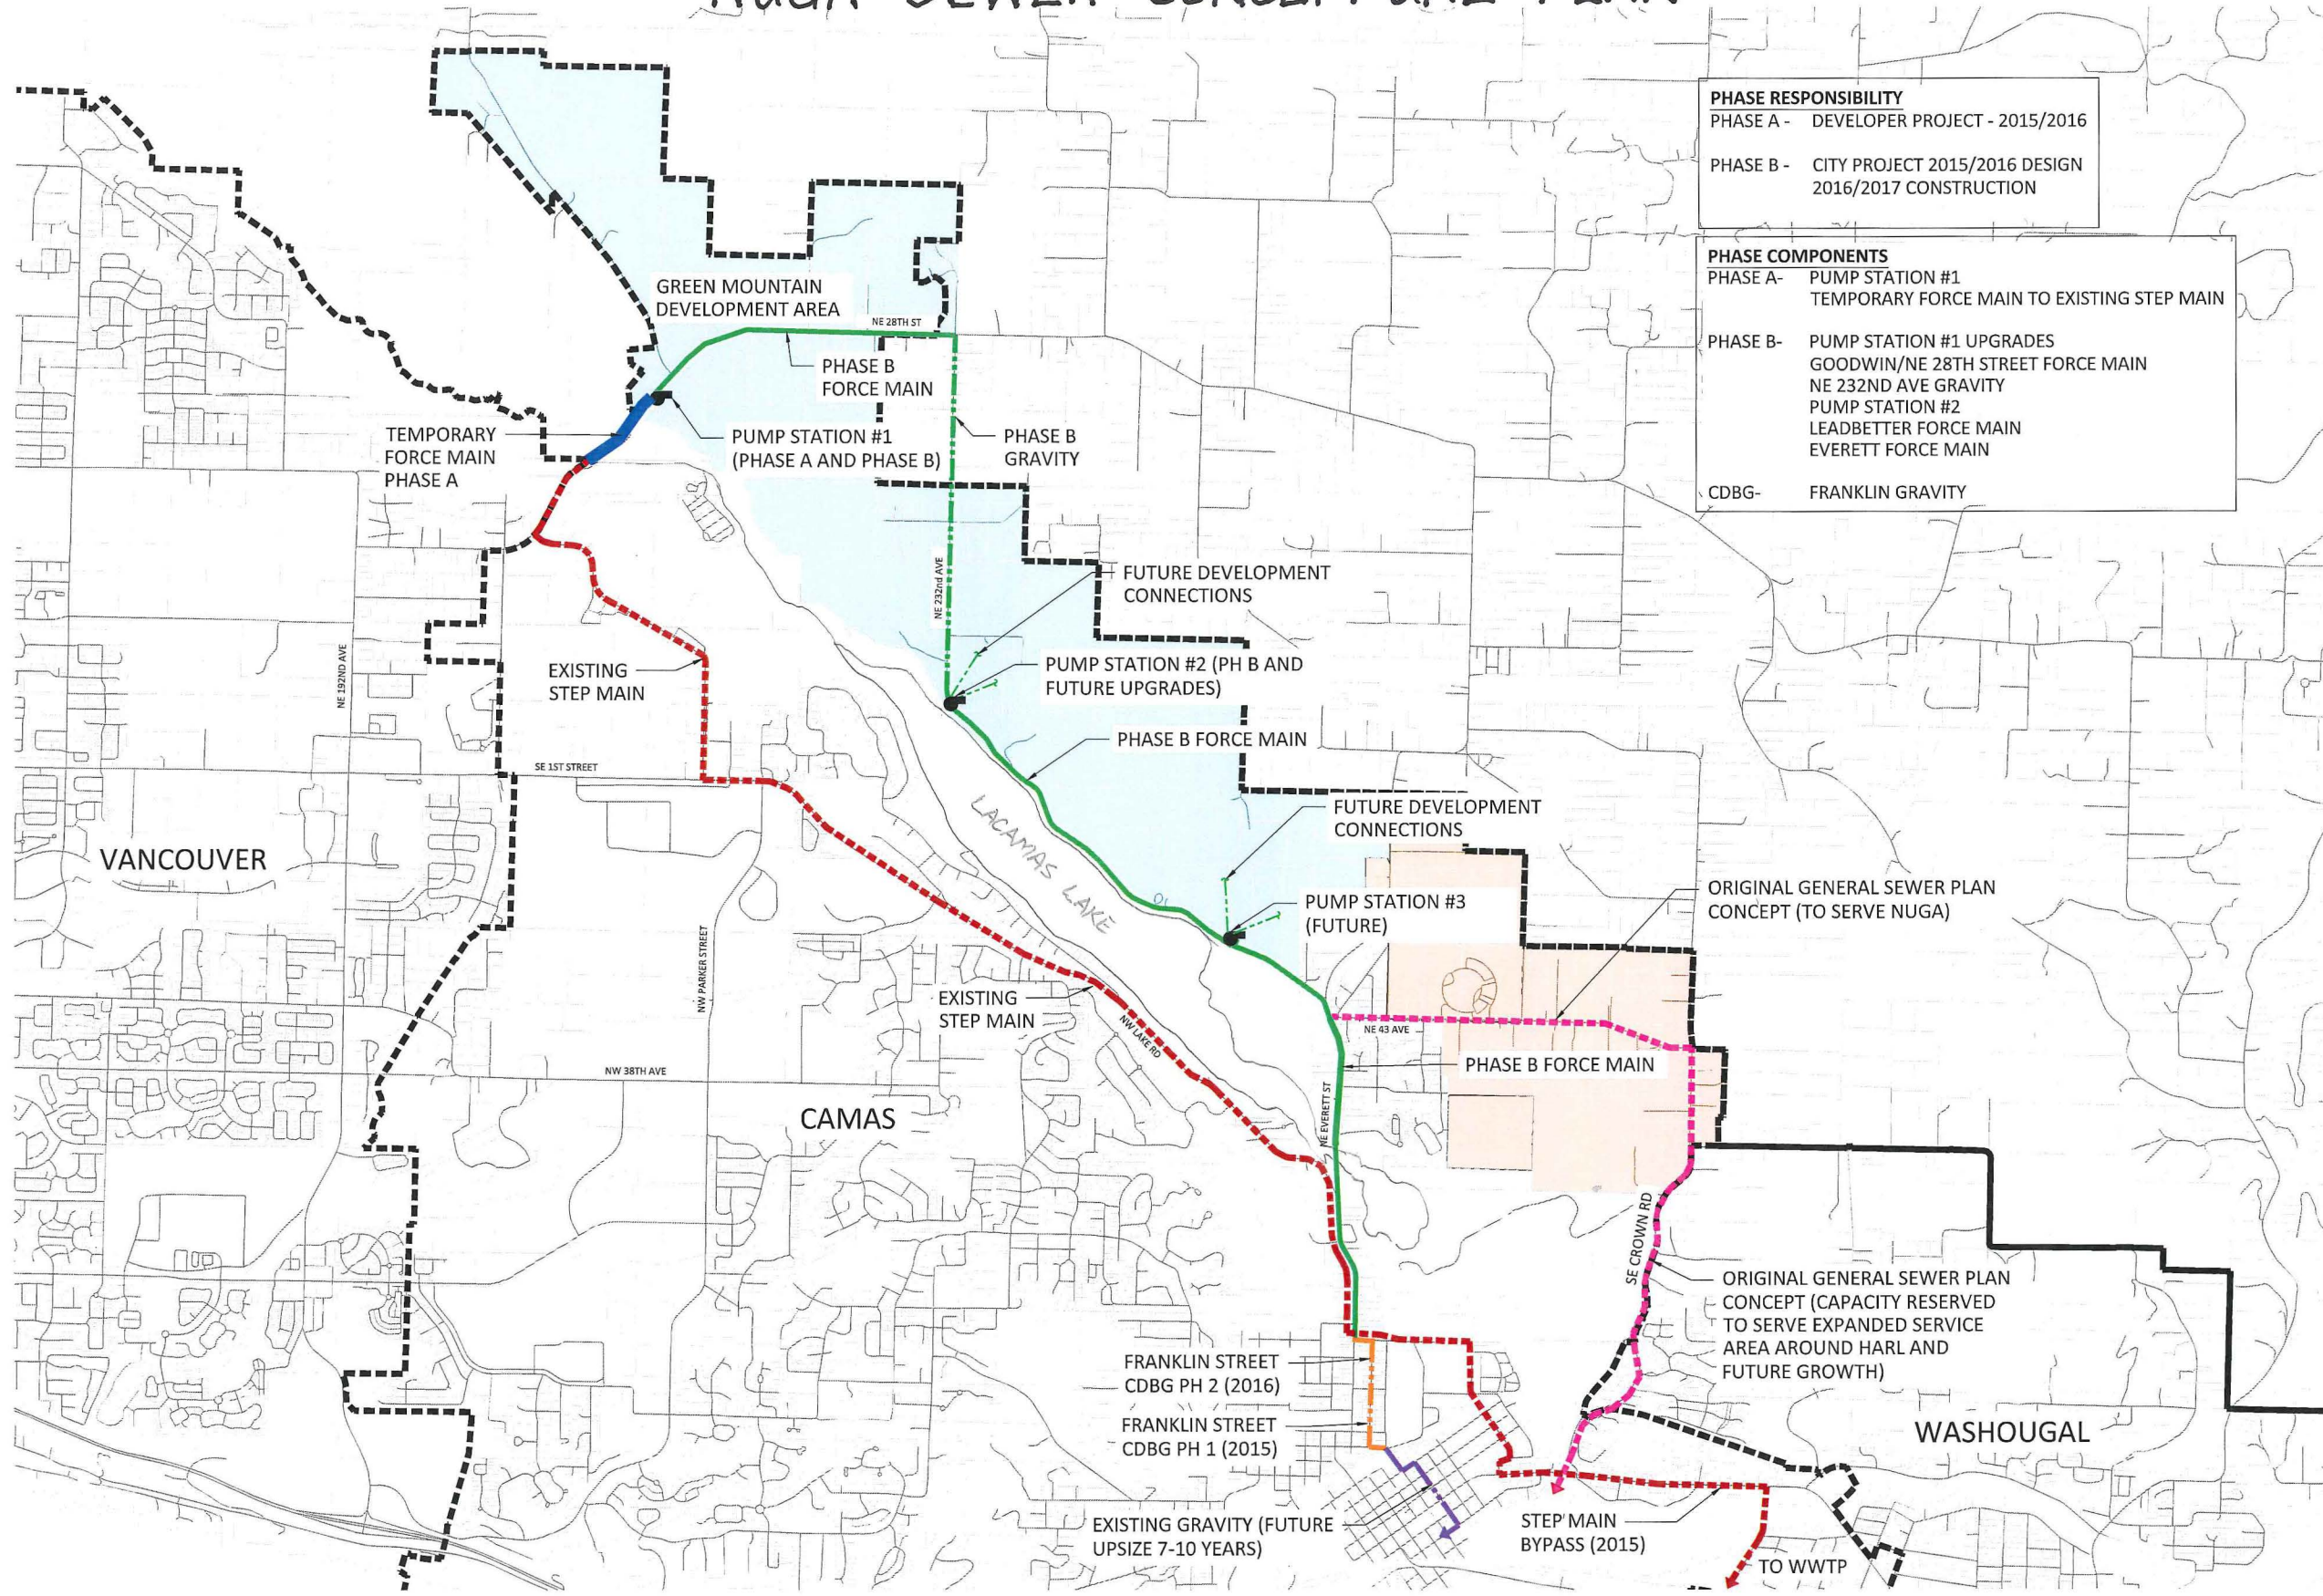 NUGA SEWER CONCEPTUAL PLAN
PHASE RESPONSIBILITY
PHASE A - DEVELOPER PROJECT - 2015/2016
PHASE B - CITY PROJECT 2015/2016 DESIGN
2016/2017 CONSTRUCTION
PHASE COMPONENTS
PHASE A- PUMP STATION #1
TEMPORARY FORCE MAIN TO EXISTING STEP MAIN
PHASE B- PUMP STATION #1 UPGRADES
GOODWIN/NE 28TH STREET FORCE MAIN
NE 232ND AVE GRAVITY
PUMP STATION #2
LEADBETTER FORCE MAIN
EVERETT FORCE MAIN
CDBG- FRANKLIN GRAVITY
GREEN MOUNTAIN
DEVELOPMENT AREA
NE 28TH ST
PHASE B
FORCE MAIN
TEMPORARY
FORCE MAIN
PHASE A
PUMP STATION #1
(PHASE A AND PHASE B)
PHASE B
GRAVITY
NE 232nd AVE
FUTURE DEVELOPMENT
CONNECTIONS
PUMP STATION #2 (PH B AND
FUTURE UPGRADES)
EXISTING
STEP MAIN
NE 192ND AVE
PHASE B FORCE MAIN
SE 1ST STREET
LACAMAS LAKE
FUTURE DEVELOPMENT
CONNECTIONS
VANCOUVER
PUMP STATION #3
(FUTURE)
ORIGINAL GENERAL SEWER PLAN
CONCEPT (TO SERVE NUGA)
NW PARKER STREET
EXISTING
STEP MAIN
NW LAKE RD
NE 43 AVE
PHASE B FORCE MAIN
NW 38TH AVE
CAMAS
NE EVERETT ST
SE CROWN RD
ORIGINAL GENERAL SEWER PLAN
CONCEPT (CAPACITY RESERVED
TO SERVE EXPANDED SERVICE
AREA AROUND HARL AND
FUTURE GROWTH)
FRANKLIN STREET
CDBG PH 2 (2016)
FRANKLIN STREET
CDBG PH 1 (2015)
WASHOUGAL
EXISTING GRAVITY (FUTURE
UPSIZE 7-10 YEARS)
STEP MAIN
BYPASS (2015)
TO WWTP